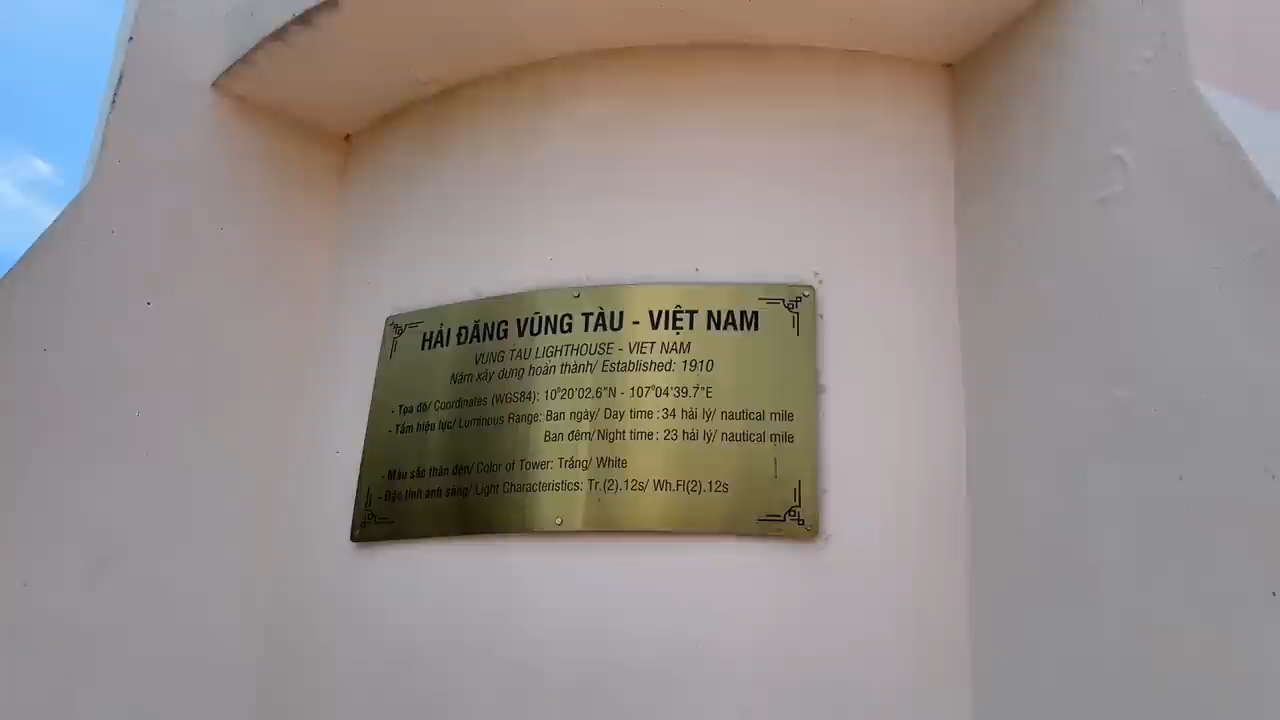 HẢI ĐĂNG VŨNG TÀU - VIỆT NAM
VUNG TAU LIGHTHOUSE - VIET NAM
Năm xây dựng hoàn thành/ Established: 1910
- Tọa độ/ Coordinates (WGS84): 10°20'02.6"N - 107°04'39.7"E
- Tầm hiệu lực/ Luminous Range: Ban ngày/ Day time : 34 hải lý/ nautical mile
Ban đêm/ Night time : 23 hải lý/ nautical mile
- Màu sắc thân đèn/ Color of Tower: Trắng/ White
- Đặc tính ánh sáng/ Light Characteristics: Tr.(2).12s/ Wh.Fl(2).12s